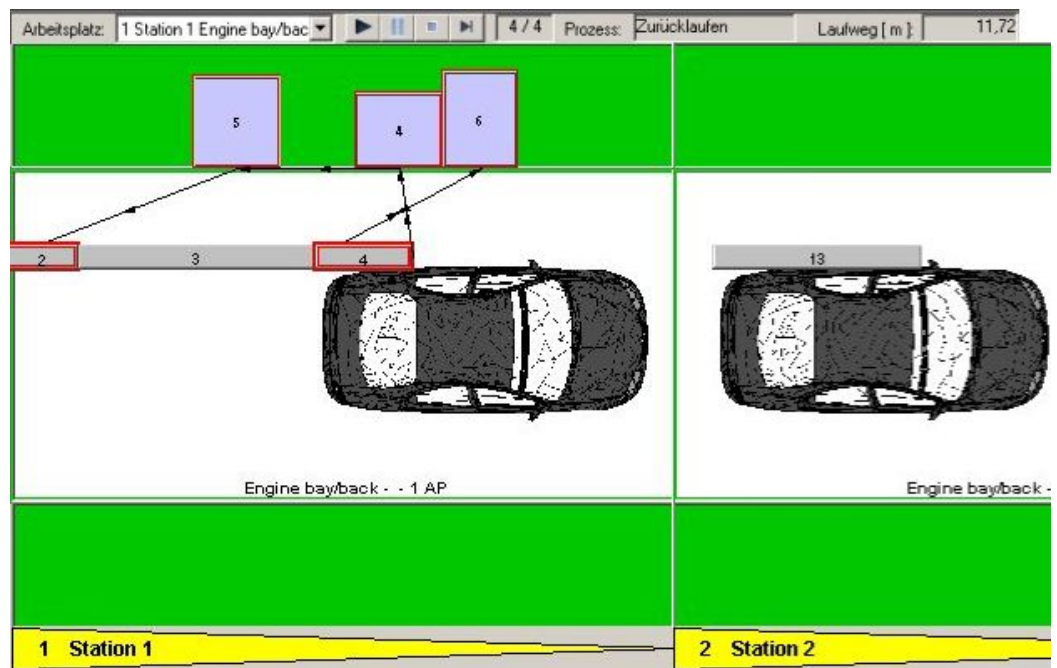 Arbeitsplatz: 1 Station 1 Engine bay/bac 4 / 4 Prozess: Zurücklaufen Laufweg [ m ]: 11,72
5
4
6
2
3
4
13
Engine bay/back - - 1 AP
Engine bay/back -
1 Station 1
2 Station 2